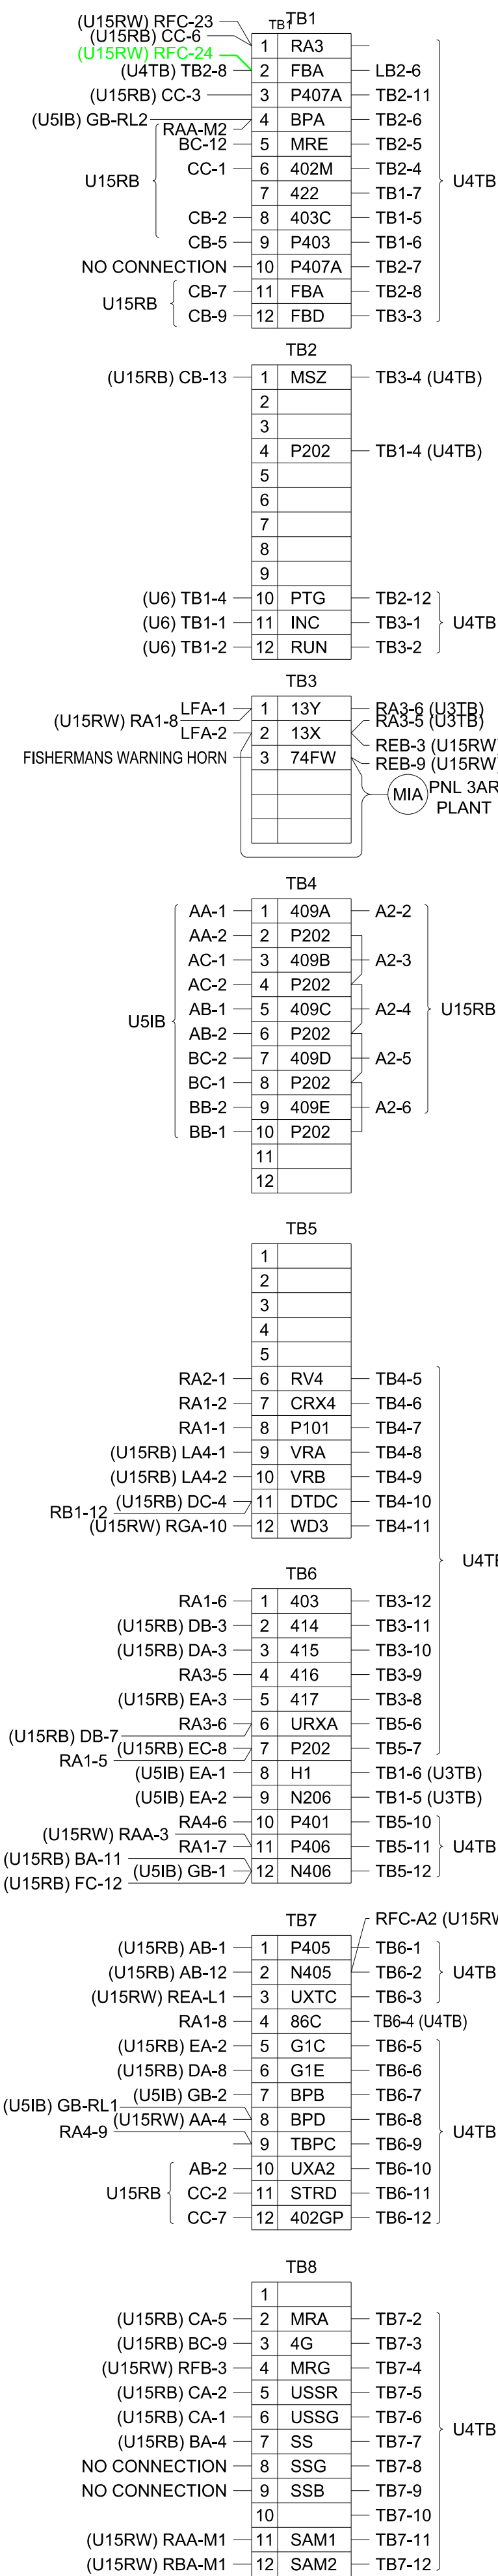 (U15RW) RFC-23
TB1 TB1
(U15RB) CC-6 1 RA3
(U15RW) RFC-24
(U4TB) TB2-8 2 FBA LB2-6
(U15RB) CC-3 3 P407A TB2-11
(U5IB) GB-RL2 4 BPA TB2-6
RAA-M2
BC-12 5 MRE TB2-5
CC-1 6 402M TB2-4
U15RB 7 422 TB1-7 U4TB
CB-2 8 403C TB1-5
CB-5 9 P403 TB1-6
NO CONNECTION 10 P407A TB2-7
U15RB CB-7 11 FBA TB2-8
CB-9 12 FBD TB3-3
TB2
(U15RB) CB-13 1 MSZ TB3-4 (U4TB)
2
3
4 P202 TB1-4 (U4TB)
5
6
7
8
9
(U6) TB1-4 10 PTG TB2-12
(U6) TB1-1 11 INC TB3-1 U4TB
(U6) TB1-2 12 RUN TB3-2
TB3
LFA-1 1 13Y RA3-6 (U3TB)
(U15RW) RA1-8 RA3-5 (U3TB)
LFA-2 2 13X REB-3 (U15RW)
FISHERMANS WARNING HORN 3 74FW REB-9 (U15RW)
MIA PNL 3AR
PLANT
TB4
AA-1 1 409A A2-2
AA-2 2 P202
AC-1 3 409B A2-3
AC-2 4 P202
AB-1 5 409C A2-4 U15RB
U5IB AB-2 6 P202
BC-2 7 409D A2-5
BC-1 8 P202
BB-2 9 409E A2-6
BB-1 10 P202
11
12
TB5
1
2
3
4
5
RA2-1 6 RV4 TB4-5
RA1-2 7 CRX4 TB4-6
RA1-1 8 P101 TB4-7
(U15RB) LA4-1 9 VRA TB4-8
(U15RB) LA4-2 10 VRB TB4-9
(U15RB) DC-4 11 DTDC TB4-10
RB1-12
(U15RW) RGA-10 12 WD3 TB4-11
U4TB
TB6
RA1-6 1 403 TB3-12
(U15RB) DB-3 2 414 TB3-11
(U15RB) DA-3 3 415 TB3-10
RA3-5 4 416 TB3-9
(U15RB) EA-3 5 417 TB3-8
RA3-6 6 URXA TB5-6
(U15RB) DB-7
(U15RB) EC-8 7 P202 TB5-7
RA1-5
(U5IB) EA-1 8 H1 TB1-6 (U3TB)
(U5IB) EA-2 9 N206 TB1-5 (U3TB)
RA4-6 10 P401 TB5-10
(U15RW) RAA-3
RA1-7 11 P406 TB5-11 U4TB
(U15RB) BA-11
(U5IB) GB-1 12 N406 TB5-12
(U15RB) FC-12
TB7 RFC-A2 (U15RW
(U15RB) AB-1 1 P405 TB6-1
(U15RB) AB-12 2 N405 TB6-2 U4TB
(U15RW) REA-L1 3 UXTC TB6-3
RA1-8 4 86C TB6-4 (U4TB)
(U15RB) EA-2 5 G1C TB6-5
(U15RB) DA-8 6 G1E TB6-6
(U5IB) GB-2 7 BPB TB6-7
(U5IB) GB-RL1
(U15RW) AA-4 8 BPD TB6-8 U4TB
RA4-9
9 TBPC TB6-9
AB-2 10 UXA2 TB6-10
U15RB CC-2 11 STRD TB6-11
CC-7 12 402GP TB6-12
TB8
1
(U15RB) CA-5 2 MRA TB7-2
(U15RB) BC-9 3 4G TB7-3
(U15RW) RFB-3 4 MRG TB7-4
(U15RB) CA-2 5 USSR TB7-5
(U15RB) CA-1 6 USSG TB7-6
(U15RB) BA-4 7 SS TB7-7 U4TB
NO CONNECTION 8 SSG TB7-8
NO CONNECTION 9 SSB TB7-9
10 TB7-10
(U15RW) RAA-M1 11 SAM1 TB7-11
(U15RW) RBA-M1 12 SAM2 TB7-12